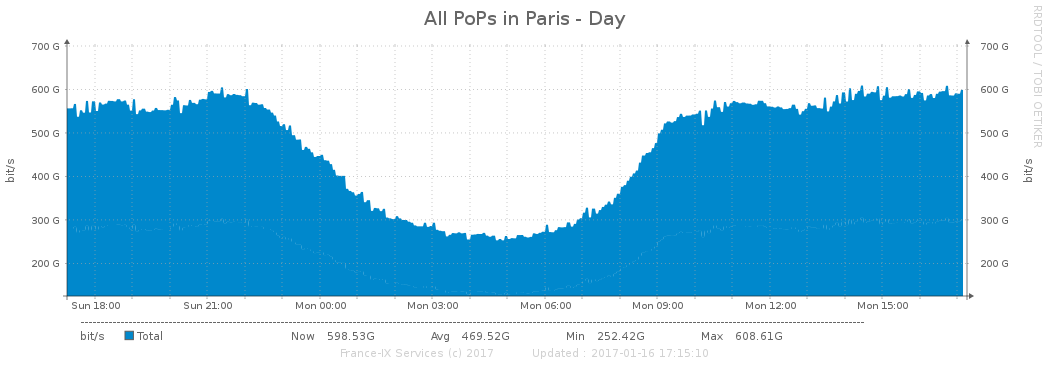 All PoPs in Paris - Day
RRDTOOL / TOBI OETIKER
700 G 700 G
600 G 600 G
500 G 500 G
400 G 400 G
300 G 300 G
200 G 200 G
bit/s
bit/s
Sun 18:00 Sun 21:00 Mon 00:00 Mon 03:00 Mon 06:00 Mon 09:00 Mon 12:00 Mon 15:00
bit/s Total Now 598.53G Avg 469.52G Min 252.42G Max 608.61G
France-IX Services (c) 2017 Updated : 2017-01-16 17:15:10